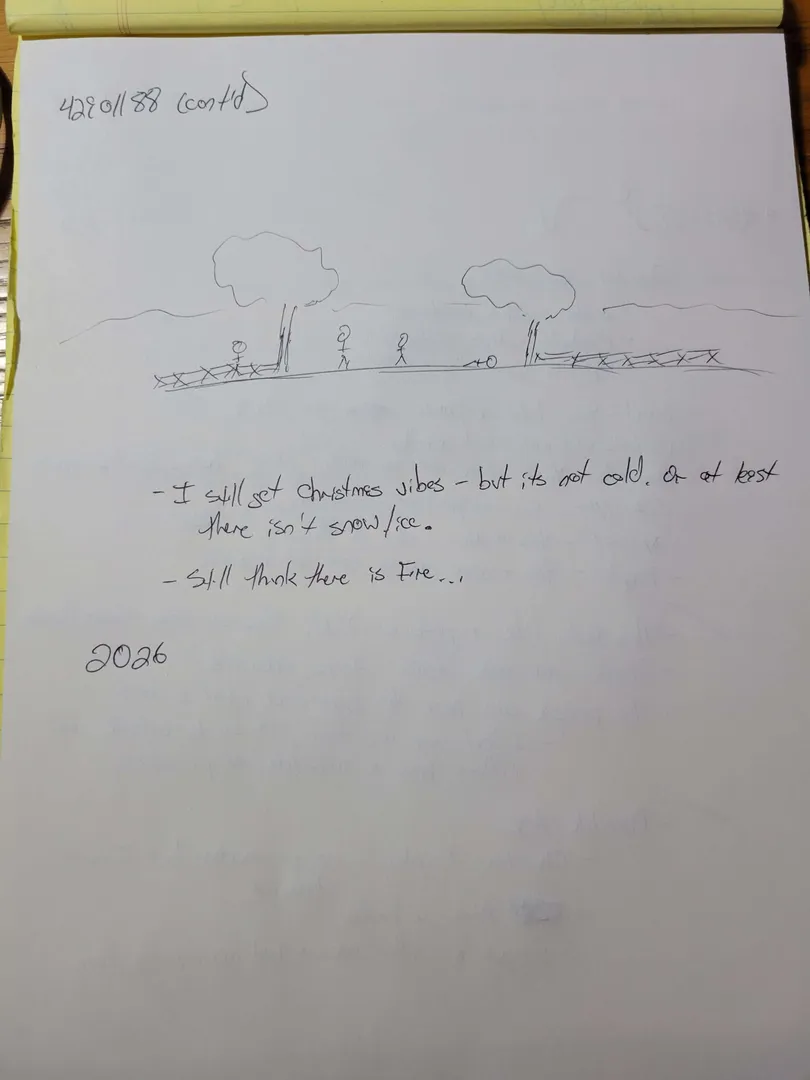 42901188 (cont'd)
- I still get Christmas vibes - but its not cold. Or at least
there isn't snow/ice.
- Still think there is Fire...
2026